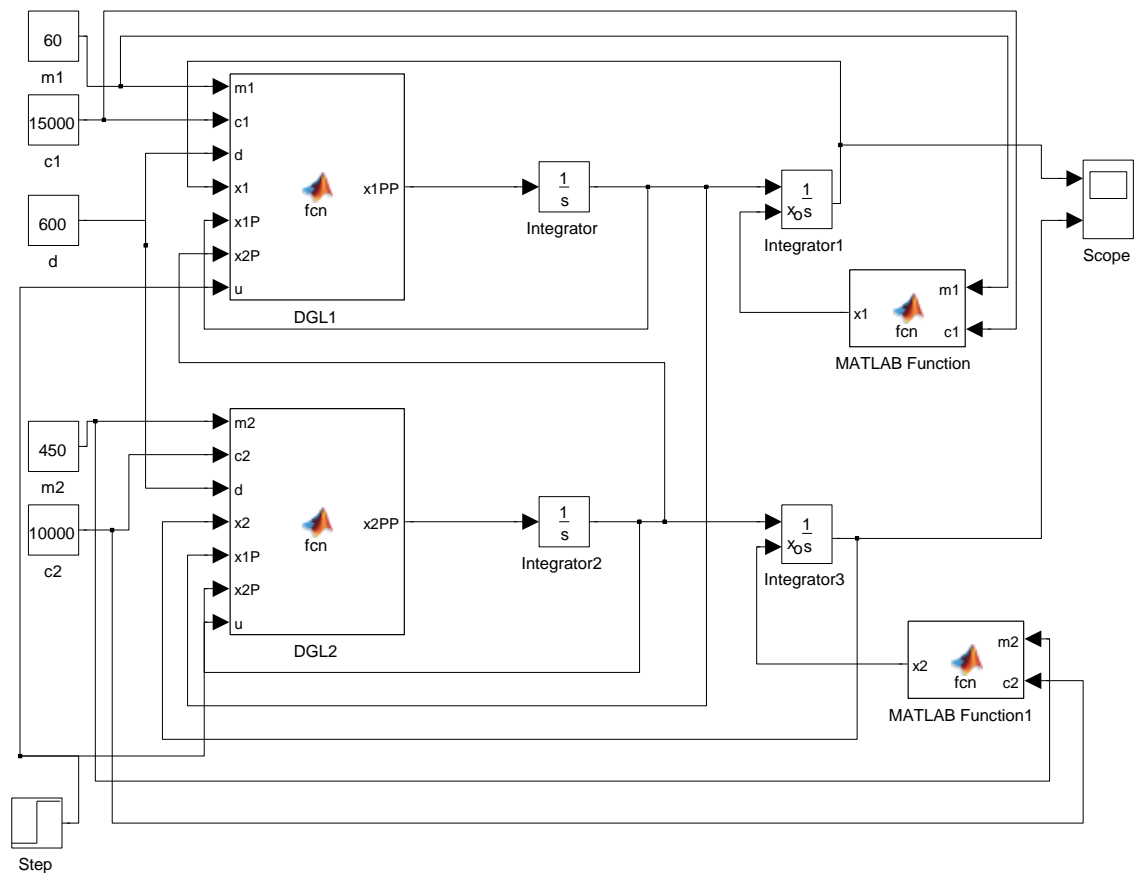 60
m1
15000
c1
600
d
m1
c1
d
x1
x1P
x2P
u
fcn
x1PP
DGL1
1
s
Integrator
1
xo s
Integrator1
Scope
m1
c1
x1
fcn
MATLAB Function
450
m2
10000
c2
m2
c2
d
x2
x1P
x2P
u
fcn
x2PP
DGL2
1
s
Integrator2
1
xo s
Integrator3
m2
c2
x2
fcn
MATLAB Function1
Step